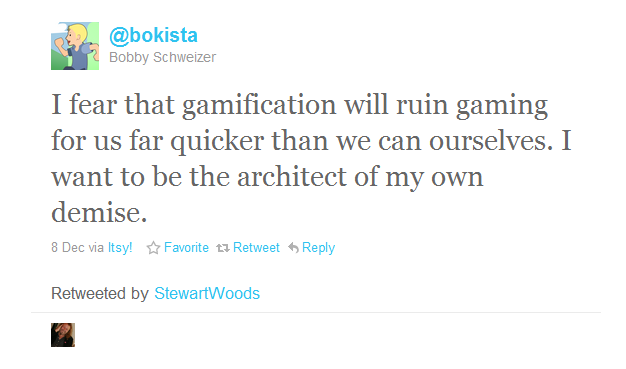 @bokista
Bobby Schweizer
I fear that gamification will ruin gaming
for us far quicker than we can ourselves. I
want to be the architect of my own
demise.
8 Dec via Itsy! Favorite Retweet Reply
Retweeted by StewartWoods